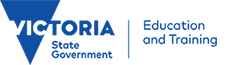 VICTORIA
State
Government
Education
and Training